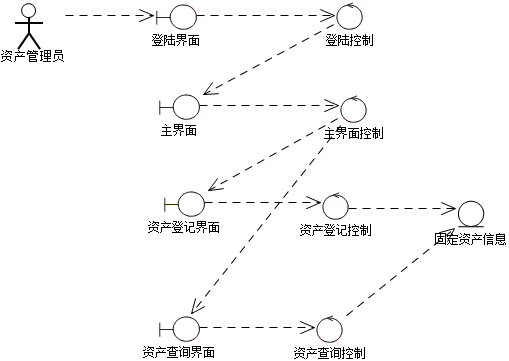 资产管理员
登陆界面
登陆控制
主界面
主界面控制
资产登记界面
资产登记控制
固定资产信息
资产查询界面
资产查询控制